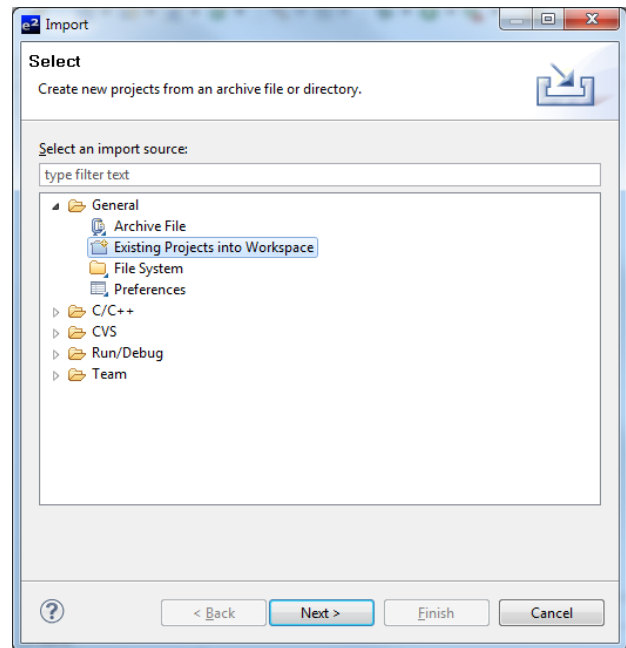 e2 Import
Select
Create new projects from an archive file or directory.
Select an import source:
type filter text
General
Archive File
Existing Projects into Workspace
File System
Preferences
C/C++
CVS
Run/Debug
Team
? < Back Next > Finish Cancel